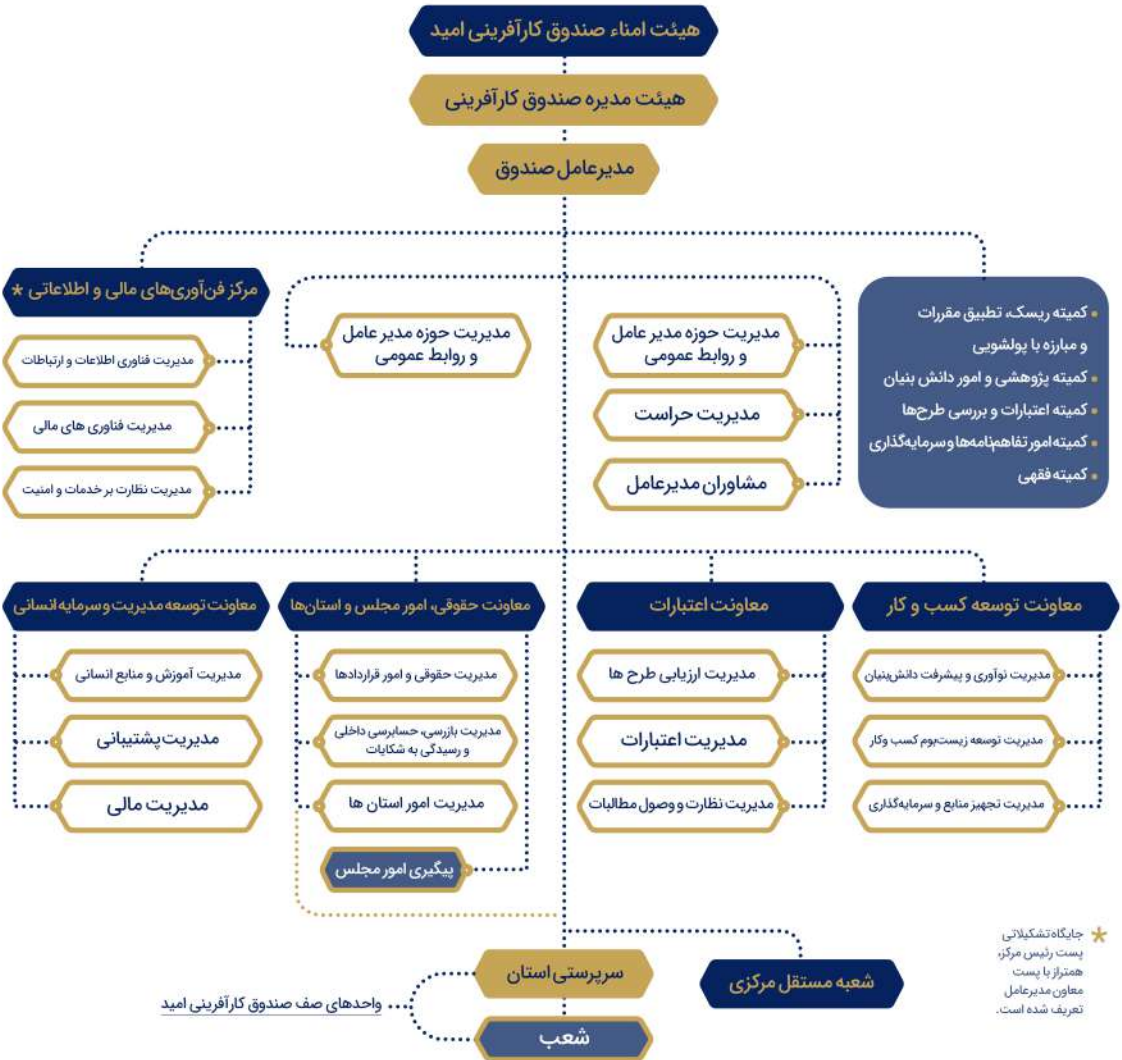 هیئت امناء صندوق کارآفرینی امید
هیئت مدیره صندوق کارآفرینی
مدیرعامل صندوق
کمیته ریسک، تطبیق مقررات
و مبارزه با پولشویی
کمیته پژوهشی و امور دانش بنیان
کمیته اعتبارات و بررسی طرح‌ها
کمیته امور تفاهم‌نامه‌ها و سرمایه‌گذاری
کمیته فقهی
مدیریت حوزه مدیر عامل
و روابط عمومی
مدیریت حراست
مشاوران مدیرعامل
مدیریت حوزه مدیر عامل
و روابط عمومی
مرکز فن‌آوری‌های مالی و اطلاعاتی *
مدیریت فناوری اطلاعات و ارتباطات
مدیریت فناوری های مالی
مدیریت نظارت بر خدمات و امنیت
معاونت توسعه کسب و کار
مدیریت نوآوری و پیشرفت دانش‌بنیان
مدیریت توسعه زیست‌بوم کسب وکار
مدیریت تجهیز منابع و سرمایه‌گذاری
معاونت اعتبارات
مدیریت ارزیابی طرح ها
مدیریت اعتبارات
مدیریت نظارت و وصول مطالبات
معاونت حقوقی، امور مجلس و استان‌ها
مدیریت حقوقی و امور قراردادها
مدیریت بازرسی، حسابرسی داخلی
و رسیدگی به شکایات
مدیریت امور استان ها
پیگیری امور مجلس
معاونت توسعه مدیریت و سرمایه انسانی
مدیریت آموزش و منابع انسانی
مدیریت پشتیبانی
مدیریت مالی
سرپرستی استان
شعب
شعبه مستقل مرکزی
واحدهای صف صندوق کارآفرینی امید
* جایگاه تشکیلاتی
پست رئیس مرکز،
همتراز با پست
معاون مدیرعامل
تعریف شده است.